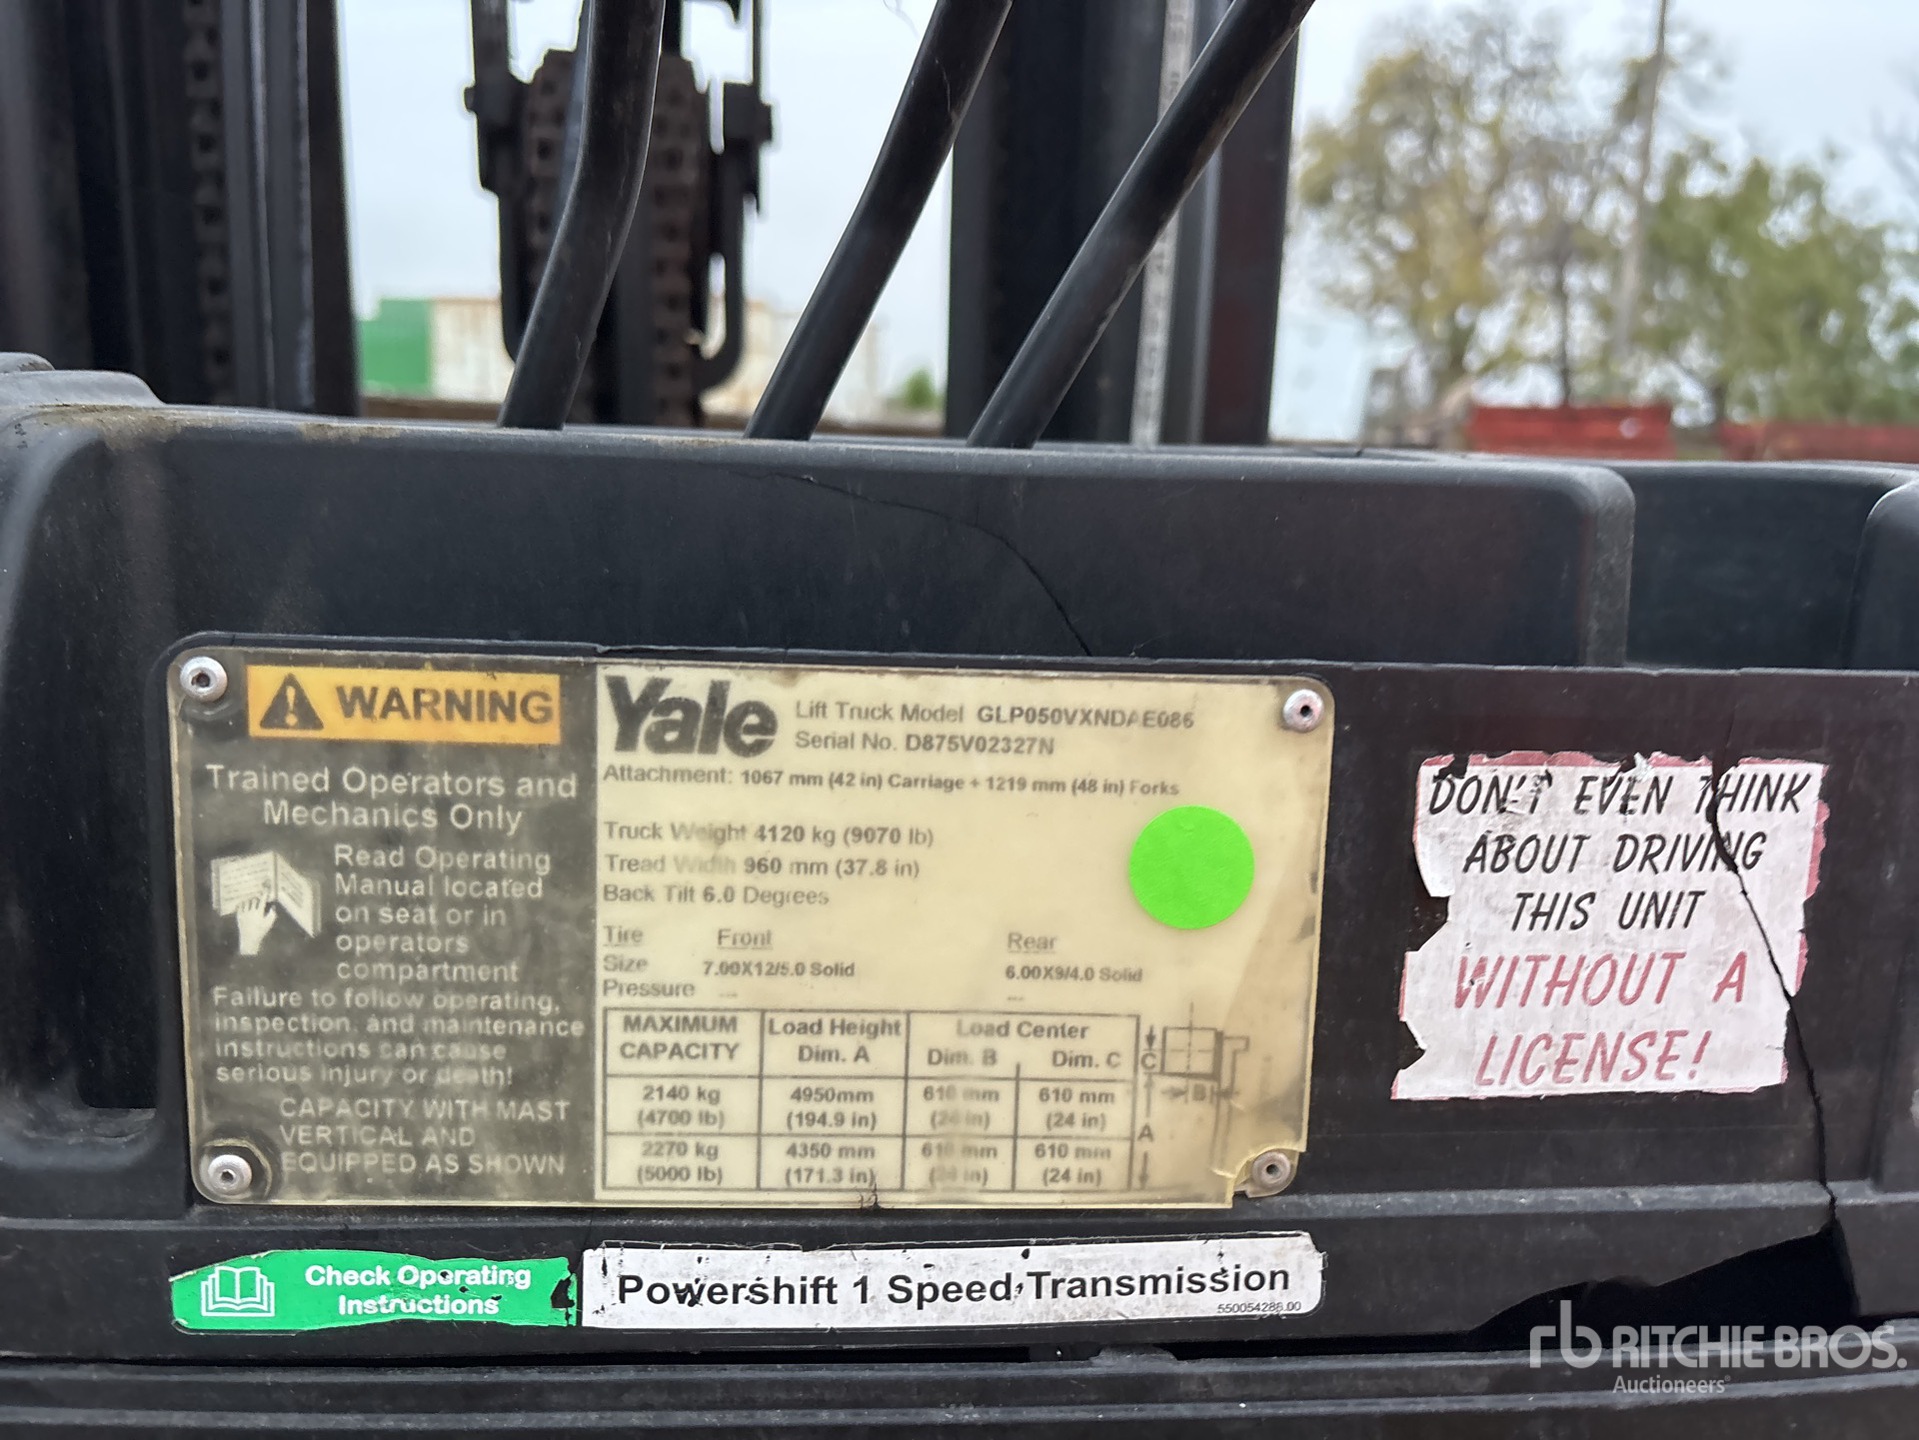 WARNING
Trained Operators and
Mechanics Only
Read Operating
Manual located
on seat or in
operators
compartment
Failure to follow operating,
inspection, and maintenance
instructions can cause
serious injury or death!
CAPACITY WITH MAST
VERTICAL AND
EQUIPPED AS SHOWN
Yale
Lift Truck Model GLP050VXNDAE086
Serial No. D875V02327N
Attachment: 1067 mm (42 in) Carriage + 1219 mm (48 in) Forks
Truck Weight 4120 kg (9070 lb)
Tread Width 960 mm (37.8 in)
Back Tilt 6.0 Degrees
Tire Front Rear
Size 7.00X12/5.0 Solid 6.00X9/4.0 Solid
Pressure --- ---
MAXIMUM Load Height Load Center
CAPACITY Dim. A Dim. B Dim. C
2140 kg 4950mm 610 mm 610 mm
(4700 lb) (194.9 in) (24 in) (24 in)
2270 kg 4350 mm 610 mm 610 mm
(5000 lb) (171.3 in) (24 in) (24 in)
C
B
A
DON'T EVEN THINK
ABOUT DRIVING
THIS UNIT
WITHOUT A
LICENSE!
Check Operating
Instructions
Powershift 1 Speed Transmission
550054286.00
rb RITCHIE BROS.
Auctioneers